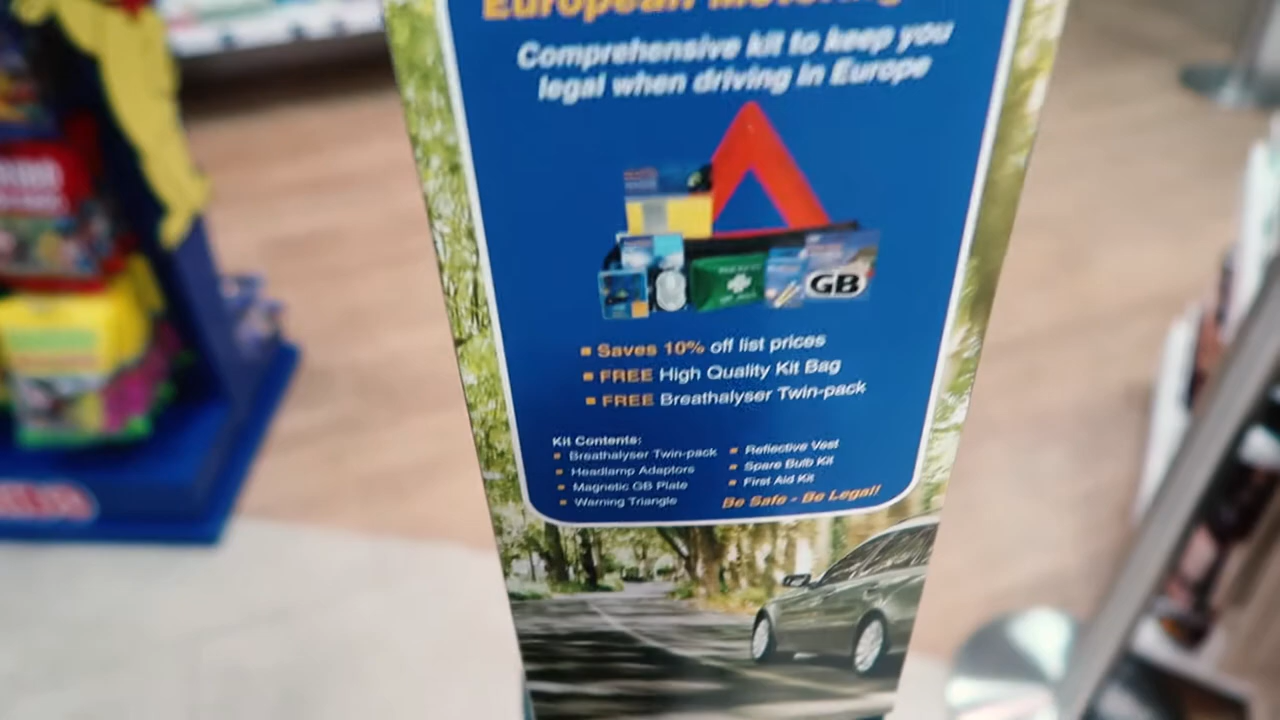 European Motoring
Comprehensive kit to keep you
legal when driving in Europe
GB
Saves 10% off list prices
FREE High Quality Kit Bag
FREE Breathalyser Twin-pack
Kit Contents:
Breathalyser Twin-pack
Headlamp Adaptors
Magnetic GB Plate
Warning Triangle
Reflective Vest
Spare Bulb Kit
First Aid Kit
Be Safe - Be Legal!